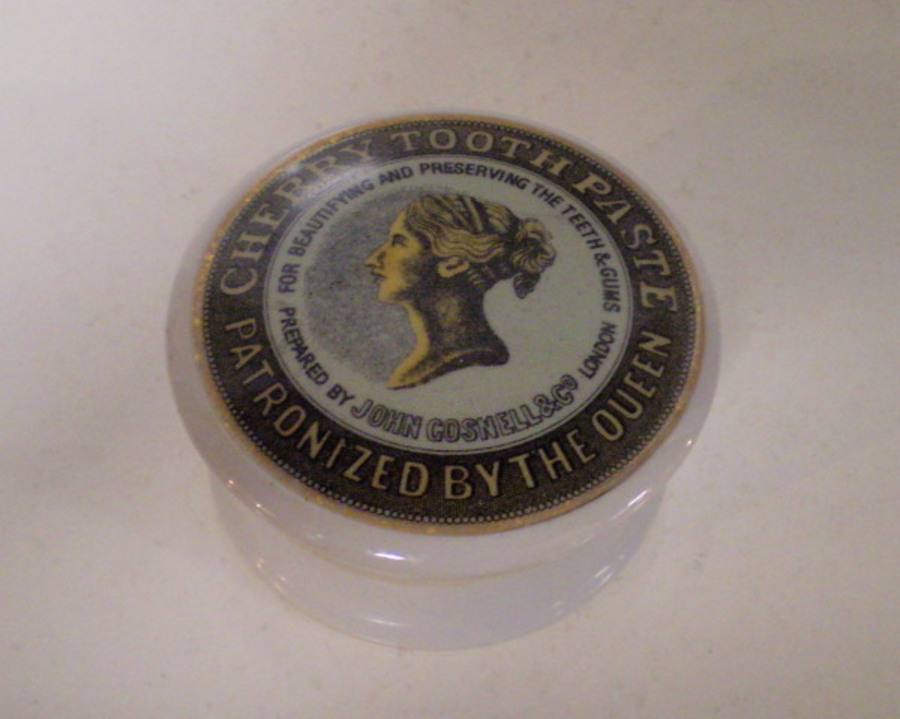 CHERRY TOOTH PASTE
PATRONIZED BY THE QUEEN
FOR BEAUTIFYING AND PRESERVING THE TEETH & GUMS
PREPARED BY JOHN GOSNELL & Co LONDON